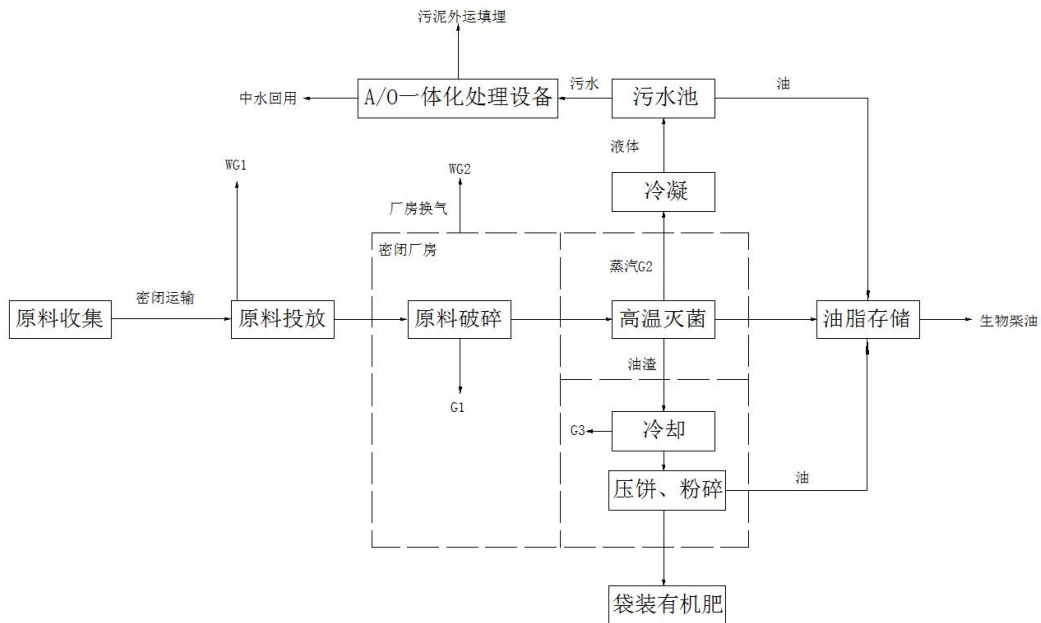 污泥外运填埋
A/O一体化处理设备
污水
污水池
油
中水回用
液体
WG1
WG2
冷凝
厂房换气
密闭厂房
蒸汽G2
密闭运输
原料收集
原料投放
原料破碎
高温灭菌
油脂存储
生物柴油
油渣
G1
G3
冷却
压饼、粉碎
油
袋装有机肥